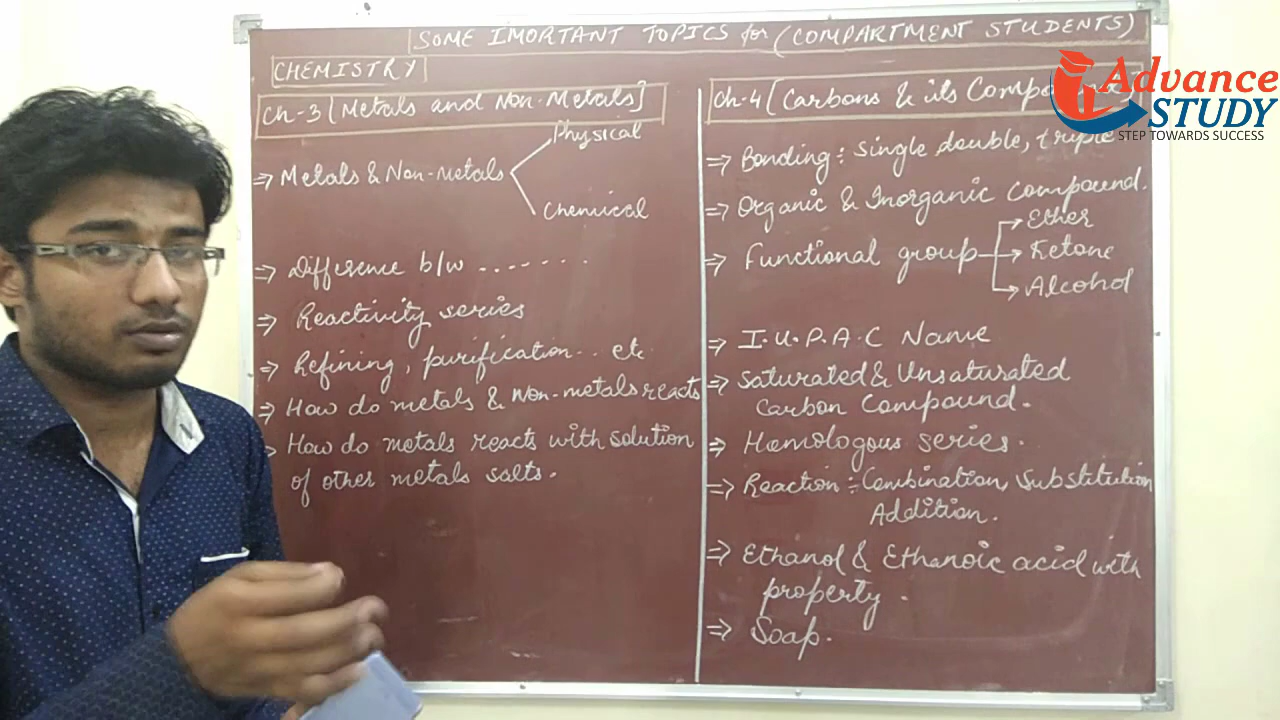 SOME IMORTANT TOPICS for (COMPARTMENT STUDENTS)
CHEMISTRY
Ch-3 [Metals and Non-Metals]
⇒ Metals & Non-Metals
Physical
Chemical
⇒ Difference b/w .......
⇒ Reactivity series
⇒ Refining, purification .. etc
⇒ How do metals & Non-metals reacts
⇒ How do metals reacts with solution
of other metals salts.
Ch-4 [Carbons & its
⇒ Bonding : Single double, triple
⇒ Organic & Inorganic Compound.
⇒ Functional group
→ Ether
→ Ketone
→ Alcohol
⇒ I.U.P.A.C Name
⇒ Saturated & Unsaturated
Carbon Compound.
⇒ Homologous series.
⇒ Reaction : Combination, Substitution
Addition.
⇒ Ethanol & Ethanoic acid with
property.
⇒ Soap.
Advance
STUDY
STEP TOWARDS SUCCESS